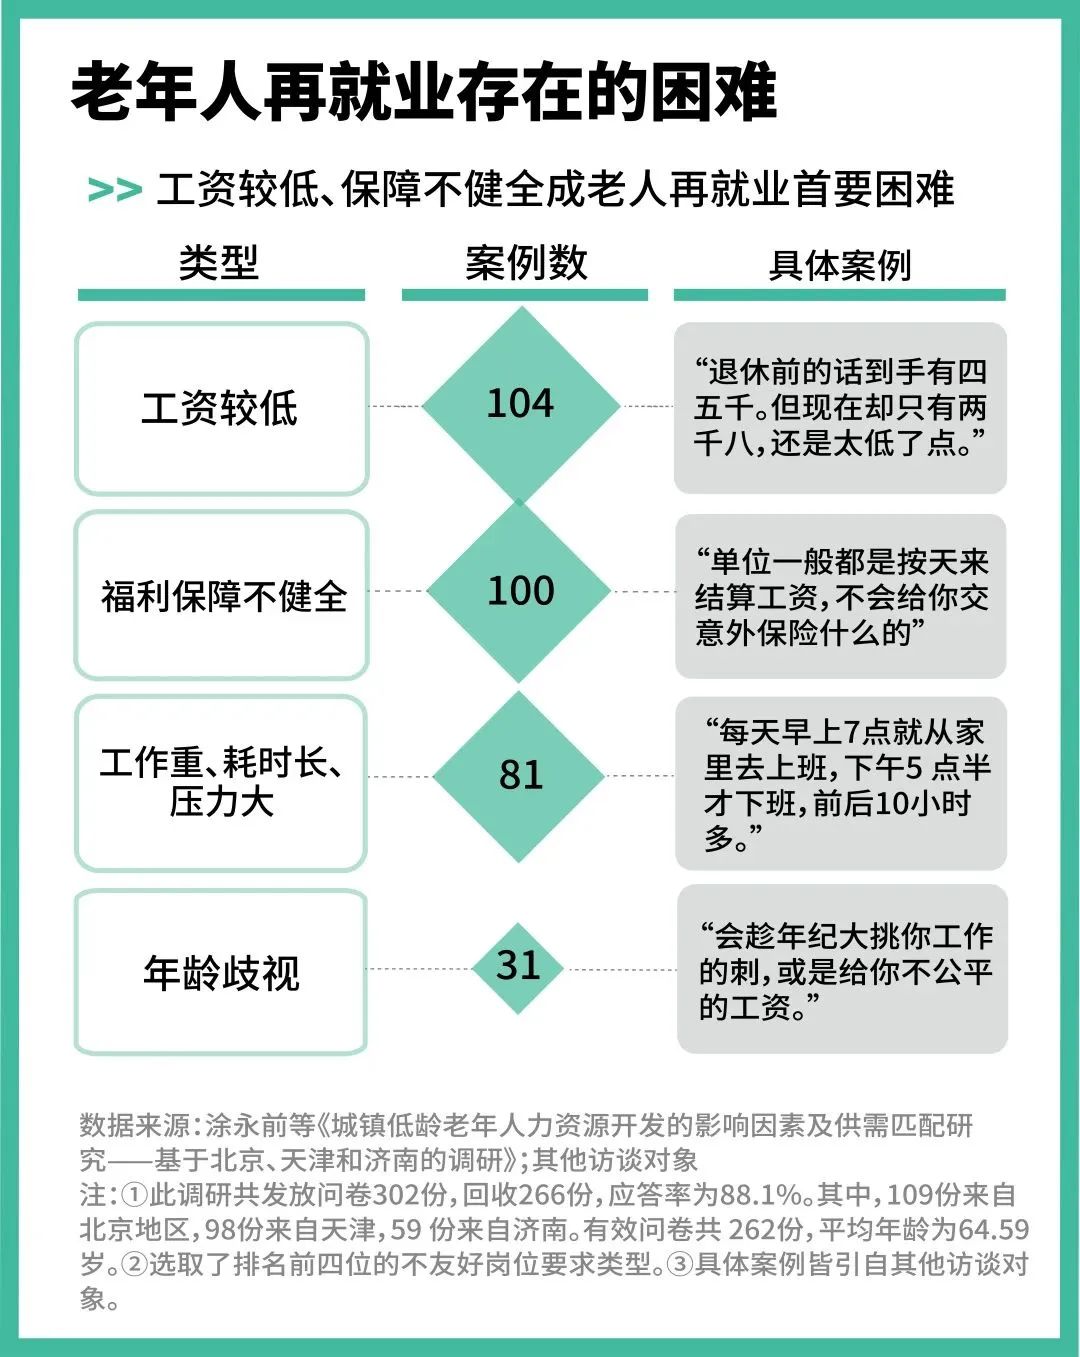 老年人再就业存在的困难
>> 工资较低、保障不健全成老人再就业首要困难
类型
案例数
具体案例
工资较低
104
“退休前的话到手有四
五千。但现在却只有两
千八，还是太低了点。”
福利保障不健全
100
“单位一般都是按天来
结算工资，不会给你交
意外保险什么的”
工作重、耗时长、
压力大
81
“每天早上7点就从家
里去上班，下午5 点半
才下班，前后10小时
多。”
年龄歧视
31
“会趁年纪大挑你工作
的刺，或是给你不公平
的工资。”
数据来源：涂永前等《城镇低龄老年人力资源开发的影响因素及供需匹配研
究——基于北京、天津和济南的调研》；其他访谈对象
注：①此调研共发放问卷302份，回收266份，应答率为88.1%。其中，109份来自
北京地区，98份来自天津，59 份来自济南。有效问卷共 262份，平均年龄为64.59
岁。②选取了排名前四位的不友好岗位要求类型。③具体案例皆引自其他访谈对
象。